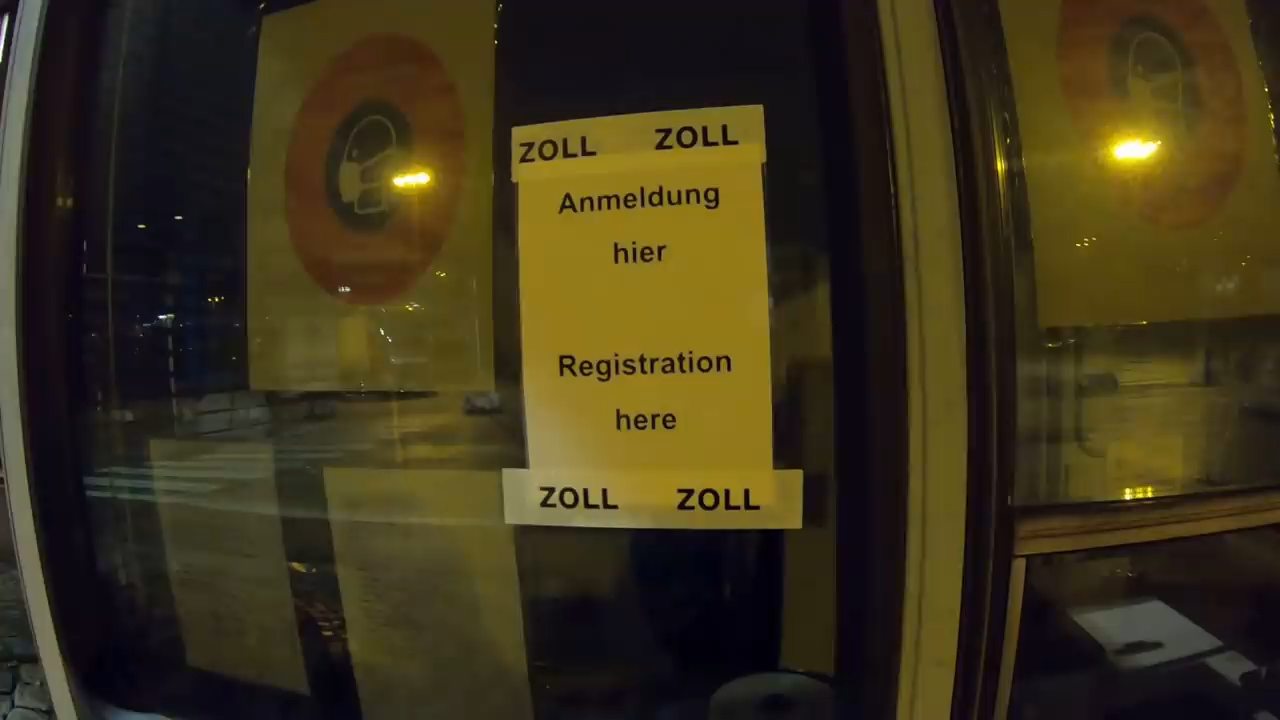 ZOLL ZOLL
Anmeldung
hier
Registration
here
ZOLL ZOLL